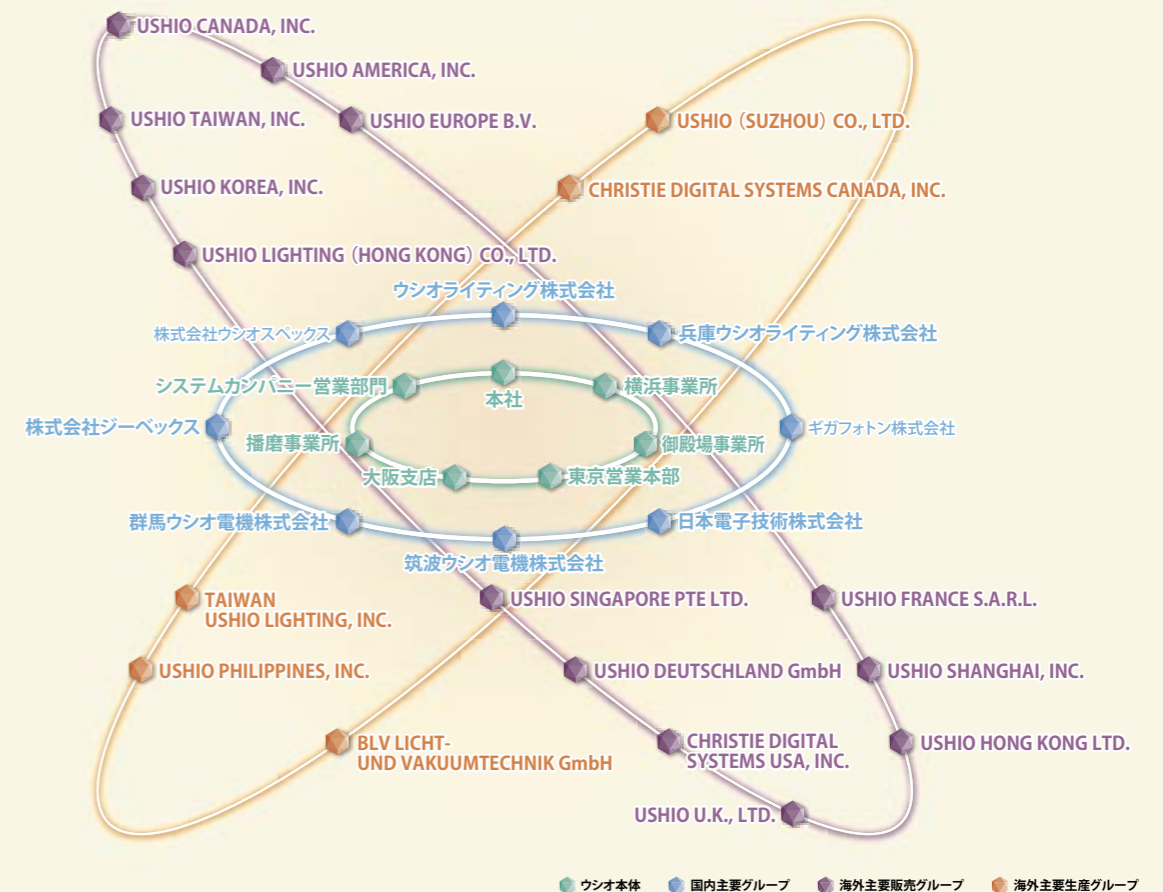 USHIO CANADA, INC.
USHIO AMERICA, INC.
USHIO TAIWAN, INC.
USHIO EUROPE B.V.
USHIO（SUZHOU）CO., LTD.
USHIO KOREA, INC.
CHRISTIE DIGITAL SYSTEMS CANADA, INC.
USHIO LIGHTING（HONG KONG）CO., LTD.
ウシオライティング株式会社
株式会社ウシオスペックス
兵庫ウシオライティング株式会社
システムカンパニー営業部門
本社
横浜事業所
株式会社ジーベックス
ギガフォトン株式会社
播磨事業所
御殿場事業所
大阪支店
東京営業本部
群馬ウシオ電機株式会社
日本電子技術株式会社
筑波ウシオ電機株式会社
TAIWAN
USHIO LIGHTING, INC.
USHIO SINGAPORE PTE LTD.
USHIO FRANCE S.A.R.L.
USHIO PHILIPPINES, INC.
USHIO DEUTSCHLAND GmbH
USHIO SHANGHAI, INC.
BLV LICHT-
UND VAKUUMTECHNIK GmbH
CHRISTIE DIGITAL
SYSTEMS USA, INC.
USHIO HONG KONG LTD.
USHIO U.K., LTD.
ウシオ本体
国内主要グループ
海外主要販売グループ
海外主要生産グループ